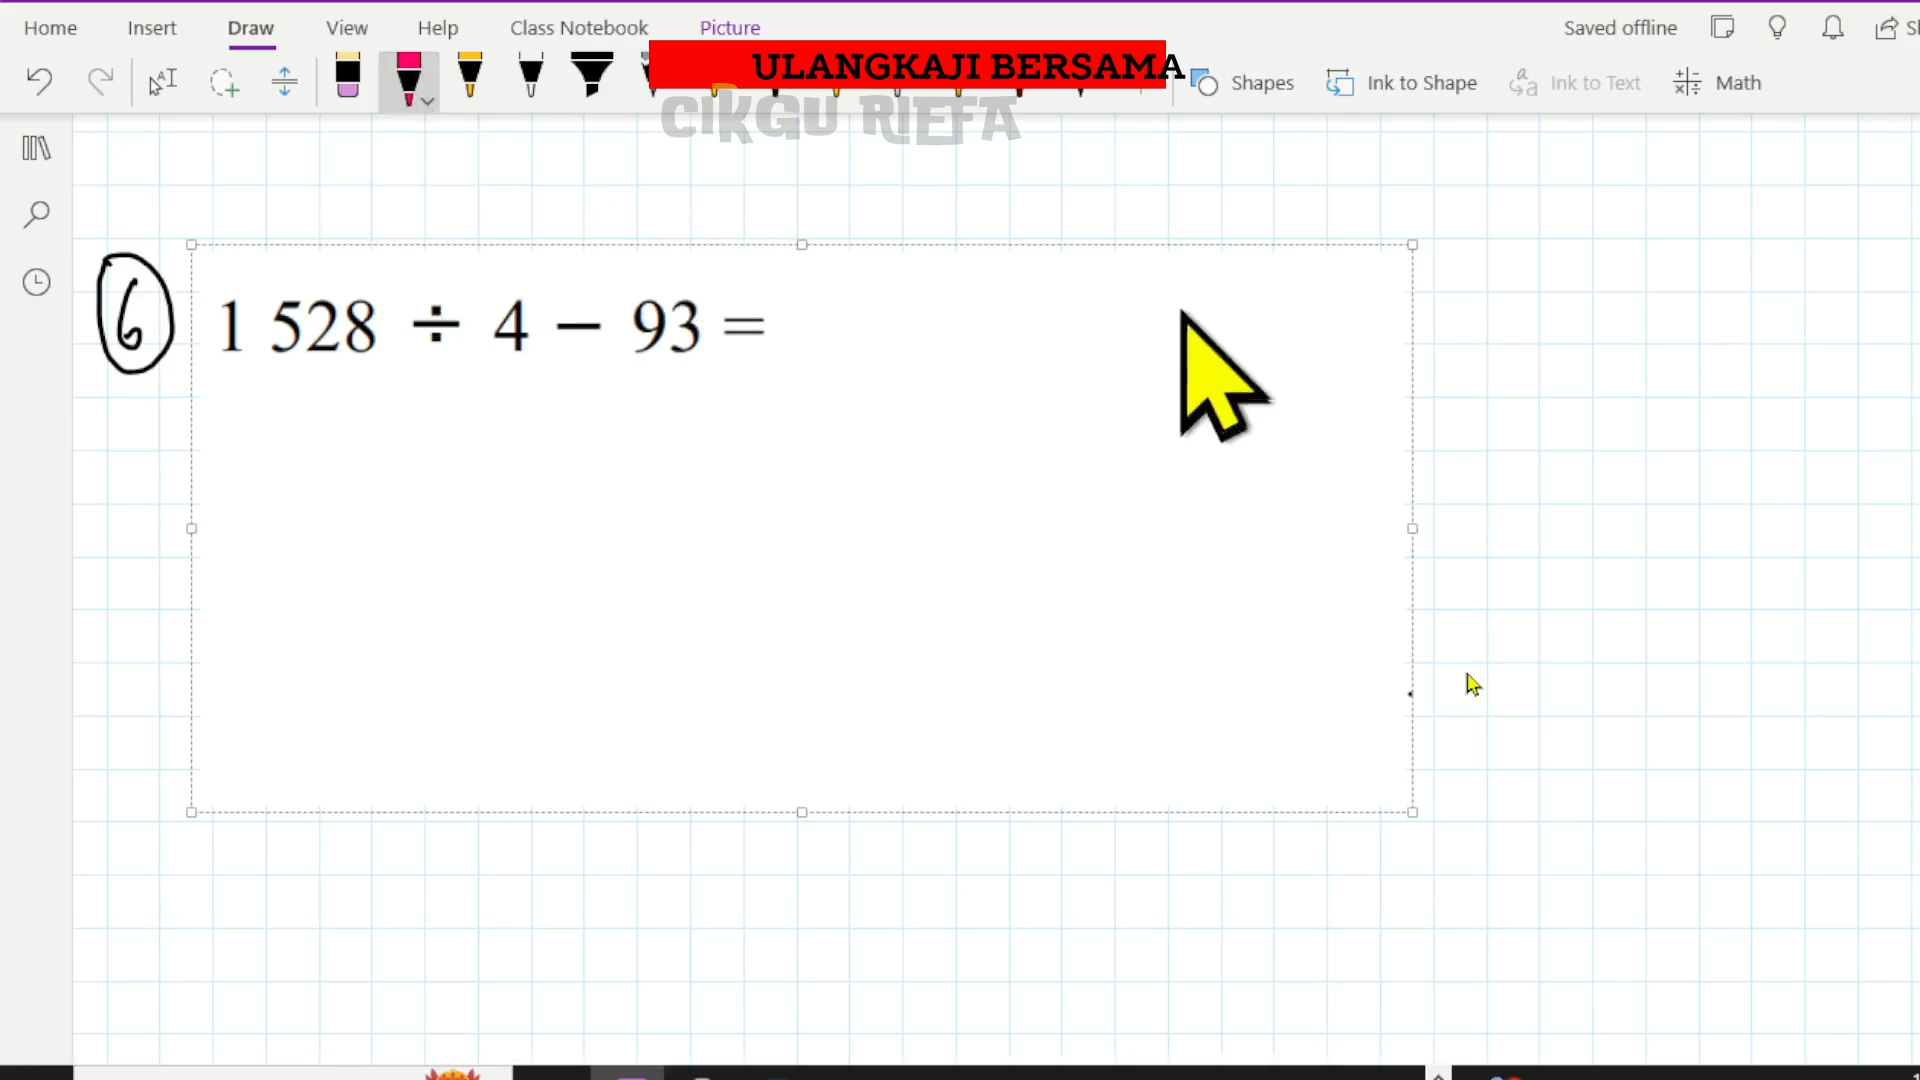 Home Insert Draw View Help Class Notebook Picture Saved offline
ULANGKAJI BERSAMA
Shapes Ink to Shape Ink to Text Math
CIKGU RIEFA
6 1 528 ÷ 4 − 93 =